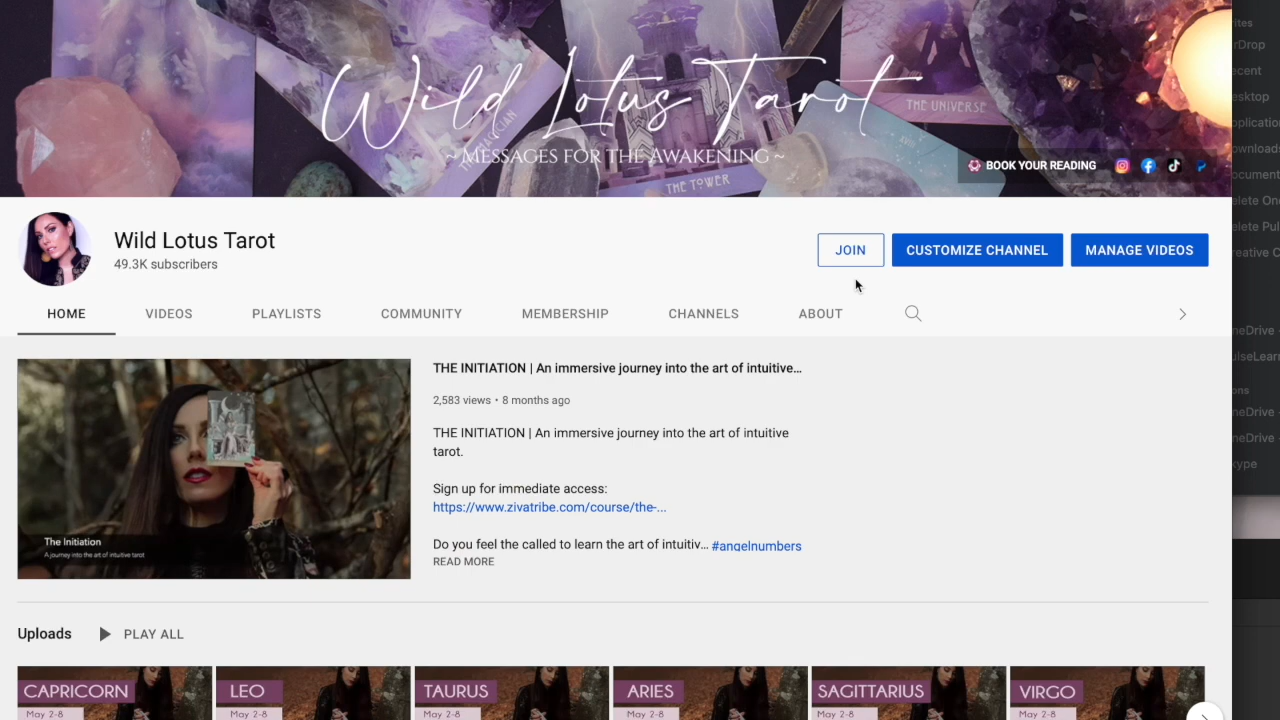 Wild Lotus Tarot
~ MESSAGES FOR THE AWAKENING ~
MAGICIAN
THE TOWER
THE UNIVERSE
BOOK YOUR READING
Wild Lotus Tarot
49.3K subscribers
JOIN
CUSTOMIZE CHANNEL
MANAGE VIDEOS
HOME
VIDEOS
PLAYLISTS
COMMUNITY
MEMBERSHIP
CHANNELS
ABOUT
The Initiation
A journey into the art of intuitive tarot
THE INITIATION | An immersive journey into the art of intuitive...
2,583 views • 8 months ago
THE INITIATION | An immersive journey into the art of intuitive
tarot.
Sign up for immediate access:
https://www.zivatribe.com/course/the-...
Do you feel the called to learn the art of intuitiv... #angelnumbers
READ MORE
Uploads
PLAY ALL
CAPRICORN
May 2-8
LEO
May 2-8
TAURUS
May 2-8
ARIES
May 2-8
SAGITTARIUS
May 2-8
VIRGO
May 2-8